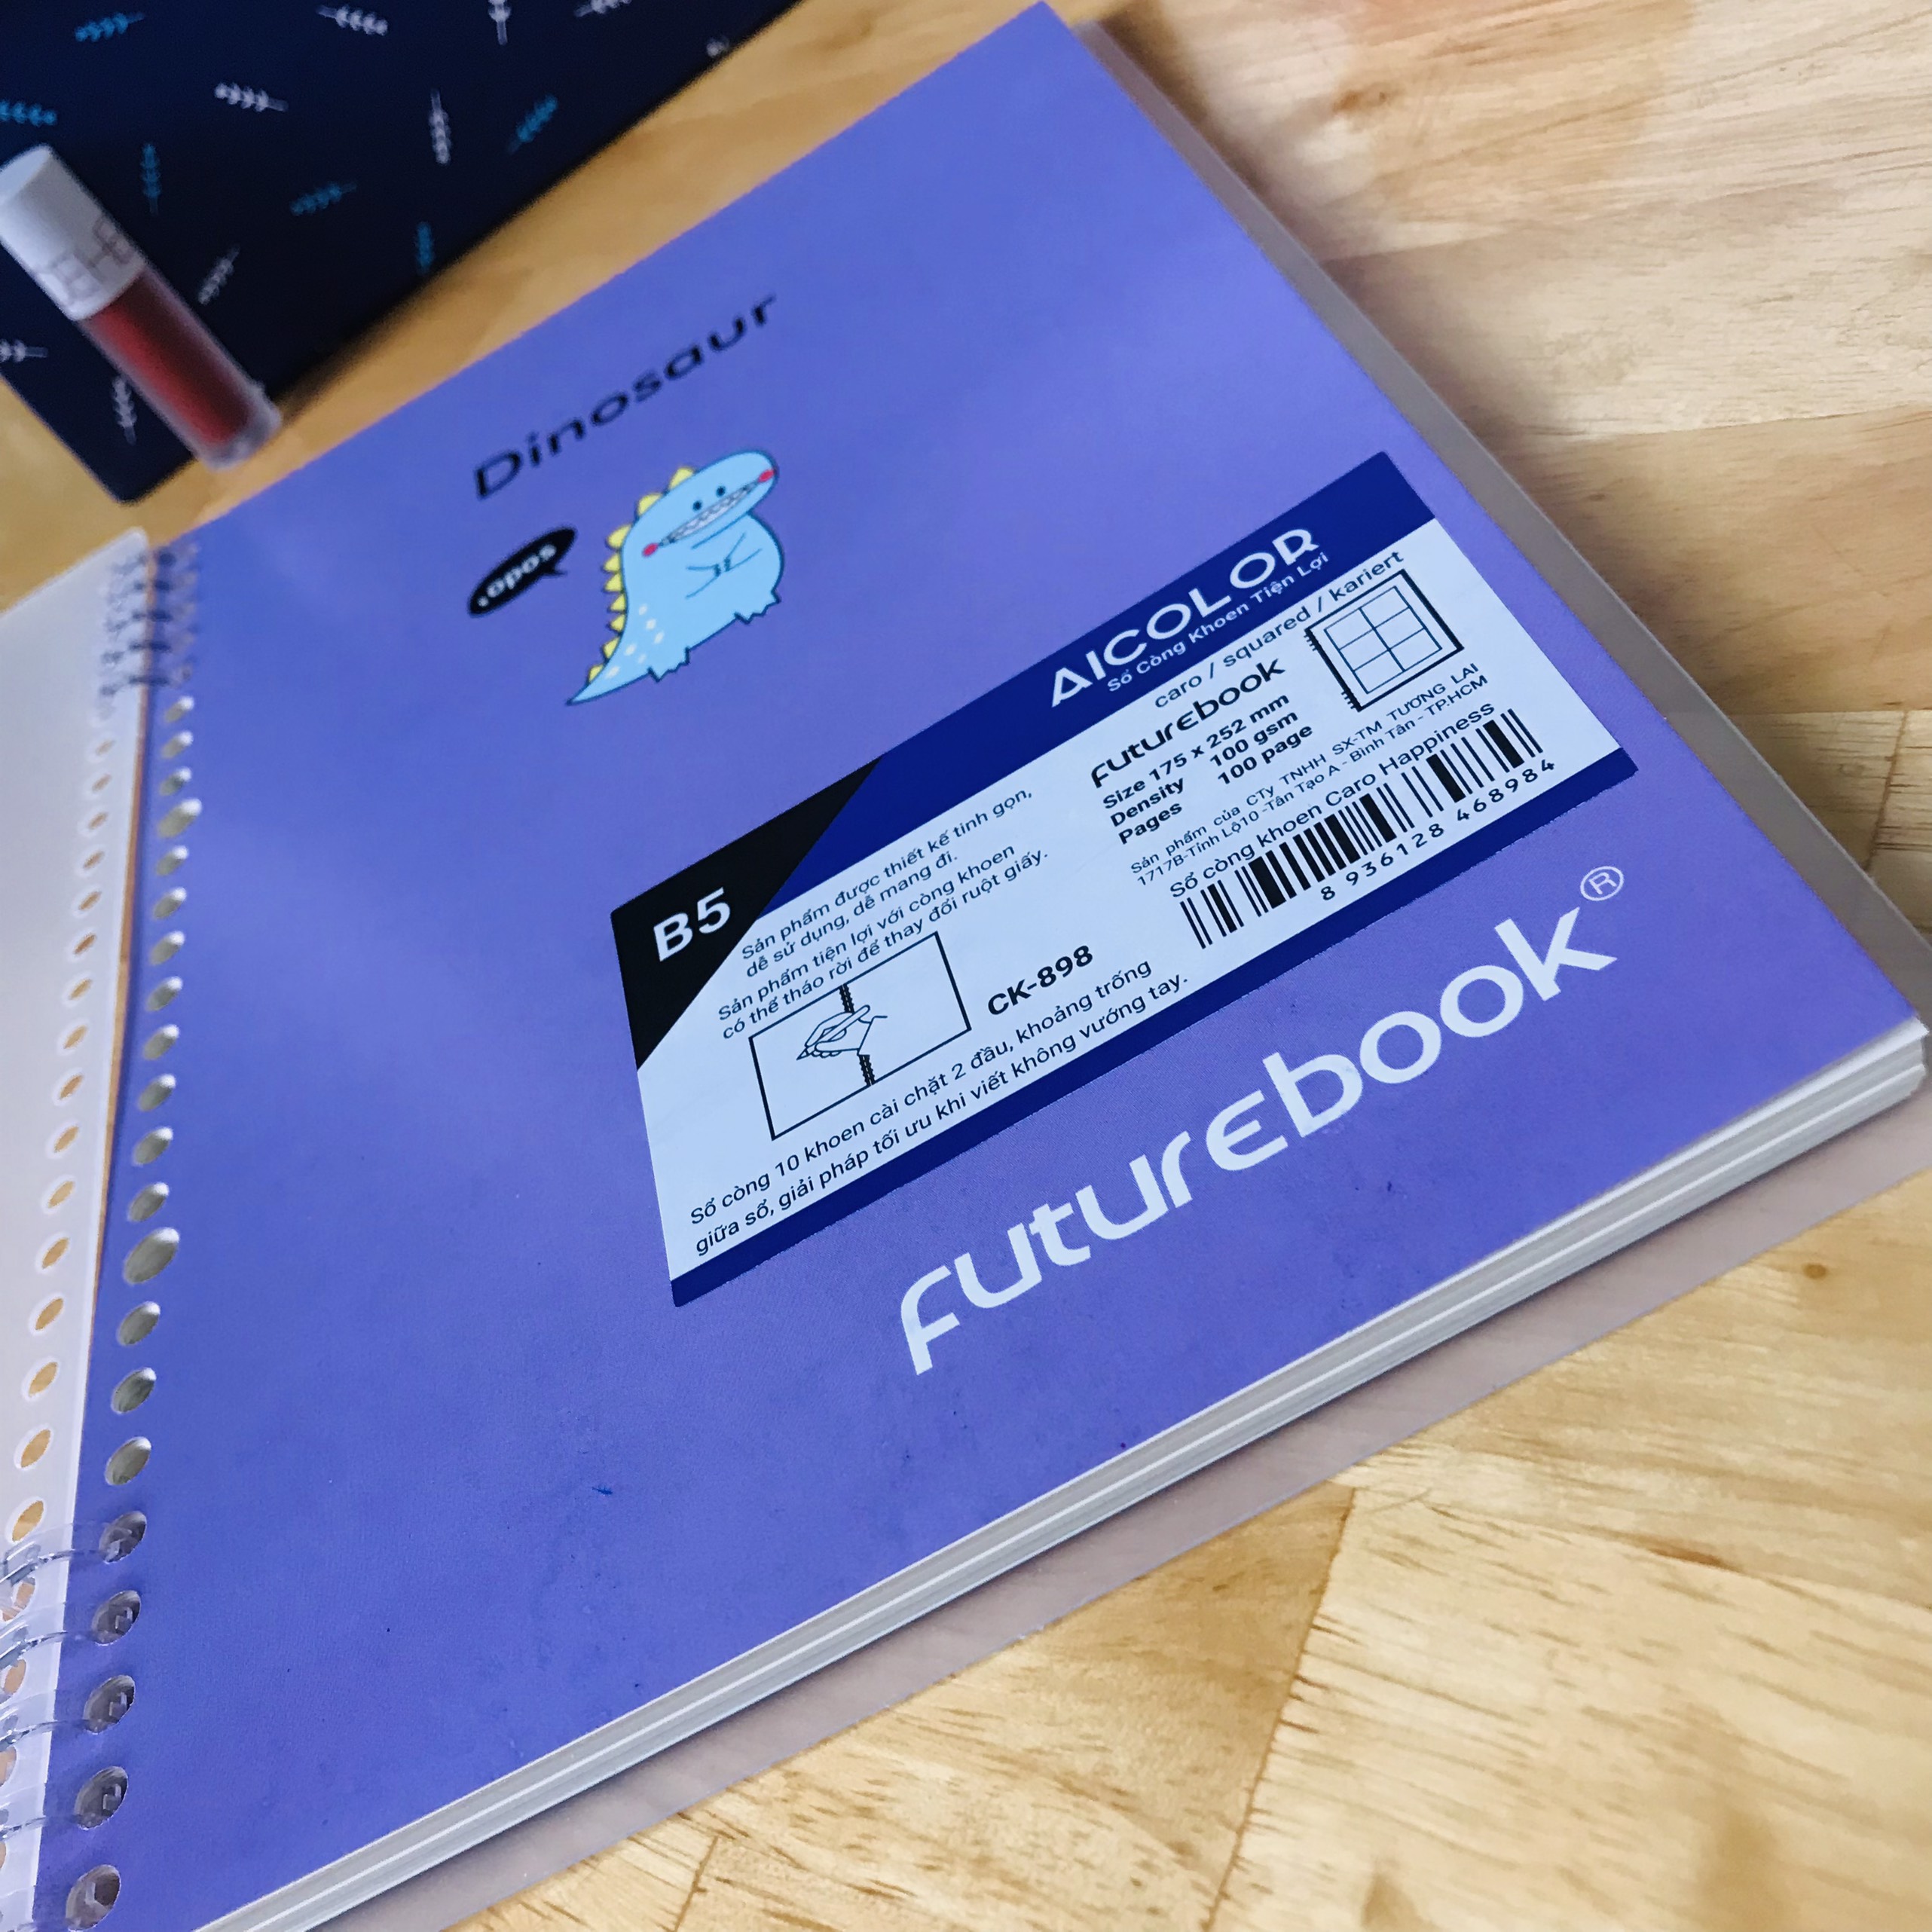 Dinosaur
AICOLOR
Sổ Còng Khoen Tiện Lợi
B5
Sản phẩm được thiết kế tinh gọn,
dễ sử dụng, dễ mang đi.
Sản phẩm tiện lợi với còng khoen
có thể tháo rời để thay đổi ruột giấy.
CK-898
Sổ còng 10 khoen cài chặt 2 đầu, khoảng trống
giữa sổ, giải pháp tối ưu khi viết không vướng tay.
caro / squared / kariert
Futurebook
Size 175 x 252 mm
Density 100 gsm
Pages 100 page
Sản phẩm của CTy TNHH SX-TM TƯƠNG LAI
1717B-Tỉnh Lộ10 -Tân Tạo A - Bình Tân - TP.HCM
Sổ còng khoen Caro Happiness
8 936128 468984
Futurebook®